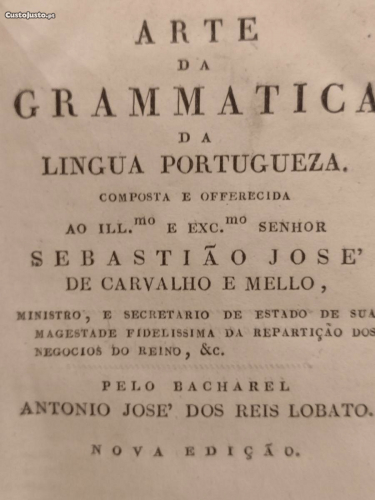 CustoJusto.pt
ARTE
DA
GRAMMATICA
DA
LINGUA PORTUGUEZA.
COMPOSTA E OFFERECIDA
AO ILL.mo E EXC.mo SENHOR
SEBASTIÃO JOSE'
DE CARVALHO E MELLO,
MINISTRO, E SECRETARIO DE ESTADO DE SUA
MAGESTADE FIDELISSIMA DA REPARTIÇÃO DOS
NEGOCIOS DO REINO, &c.
PELO BACHAREL
ANTONIO JOSE' DOS REIS LOBATO.
NOVA EDIÇÃO.